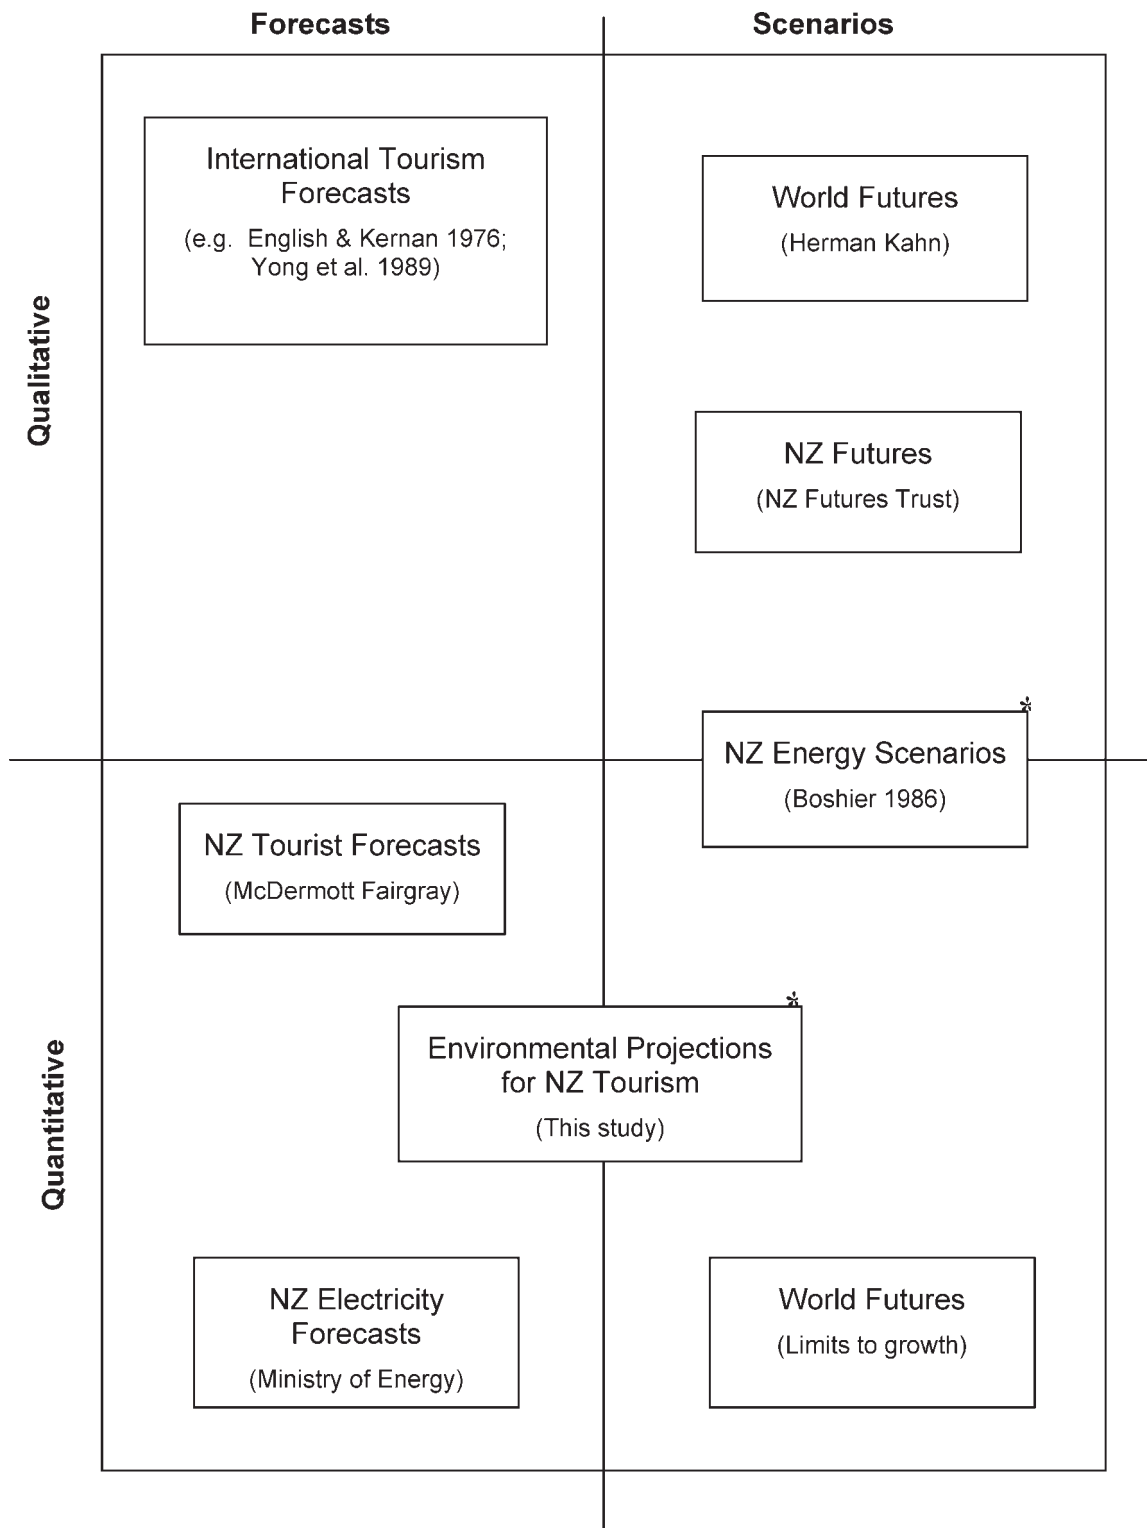 Forecasts
Scenarios
Qualitative
International Tourism
Forecasts
(e.g. English & Kernan 1976;
Yong et al. 1989)
World Futures
(Herman Kahn)
NZ Futures
(NZ Futures Trust)
*
NZ Energy Scenarios
(Boshier 1986)
Quantitative
NZ Tourist Forecasts
(McDermott Fairgray)
*
Environmental Projections
for NZ Tourism
(This study)
NZ Electricity
Forecasts
(Ministry of Energy)
World Futures
(Limits to growth)